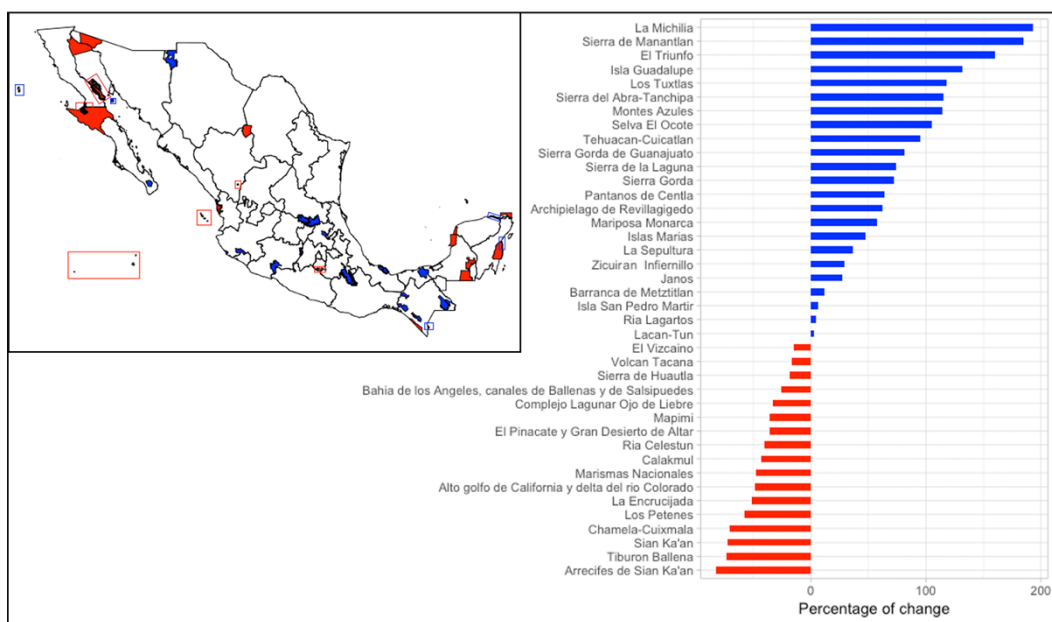 La Michilia
Sierra de Manantlan
El Triunfo
Isla Guadalupe
Los Tuxtlas
Sierra del Abra-Tanchipa
Montes Azules
Selva El Ocote
Tehuacan-Cuicatlan
Sierra Gorda de Guanajuato
Sierra de la Laguna
Sierra Gorda
Pantanos de Centla
Archipielago de Revillagigedo
Mariposa Monarca
Islas Marias
La Sepultura
Zicuiran Infiernillo
Janos
Barranca de Metztitlan
Isla San Pedro Martir
Ria Lagartos
Lacan-Tun
El Vizcaino
Volcan Tacana
Sierra de Huautla
Bahia de los Angeles, canales de Ballenas y de Salsipuedes
Complejo Lagunar Ojo de Liebre
Mapimi
El Pinacate y Gran Desierto de Altar
Ria Celestun
Calakmul
Marismas Nacionales
Alto golfo de California y delta del rio Colorado
La Encrucijada
Los Petenes
Chamela-Cuixmala
Sian Ka'an
Tiburon Ballena
Arrecifes de Sian Ka'an
0 100 200
Percentage of change